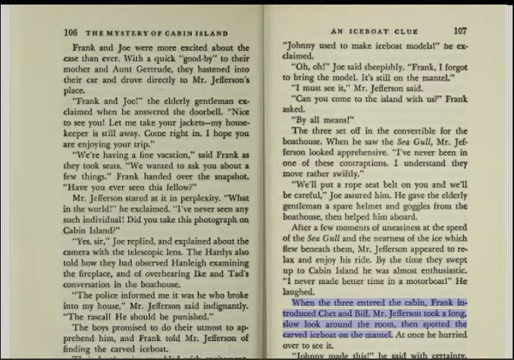 106 THE MYSTERY OF CABIN ISLAND
Frank and Joe were more excited about the
case than ever. With a quick "good-by" to their
mother and Aunt Gertrude, they hastened into
their car and drove directly to Mr. Jefferson's
place.
"Frank and Joe!" the elderly gentleman ex-
claimed when he answered the doorbell. "Nice
to see you! Let me take your jackets—my house-
keeper is still away. Come right in. I hope you
are enjoying your trip."
"We're having a fine vacation," said Frank as
they took seats. "We wanted to ask you about a
few things." Frank handed over the snapshot.
"Have you ever seen this fellow?"
Mr. Jefferson stared at it in perplexity. "What
in the world!" he exclaimed. "I've never seen
any such individual! Did you take this photograph on
Cabin Island?"
"Yes, sir," Joe replied, and explained about the
camera with the telescopic lens. The Hardys also
told how they had observed Hanleigh examining
the fireplace, and of overhearing Ike and Tad's
conversation in the boathouse.
"The police informed me it was he who broke
into my house," Mr. Jefferson said indignantly.
"The rascal! He should be punished."
The boys promised to do their utmost to ap-
prehend him, and Frank told Mr. Jefferson of
finding the carved iceboat.
AN ICEBOAT CLUE 107
"Johnny used to make iceboat models!" he ex-
claimed.
"Oh, oh!" Joe said sheepishly. "Frank, I forgot
to bring the model. It's still on the mantel."
"I must see it," Mr. Jefferson said.
"Can you come to the island with us?" Frank
asked.
"By all means!"
The three set off in the convertible for the
boathouse. When he saw the Sea Gull, Mr. Jef-
ferson looked apprehensive. "I've never been in
one of these contraptions. I understand they
move rather swiftly."
"We'll put a rope seat belt on you and we'll
be careful," Joe assured him. He gave the elderly
gentleman a spare helmet and goggles from the
boathouse, then helped him aboard.
After a few moments of uneasiness at the speed
of the Sea Gull and the nearness of the ice which
flew beneath them, Mr. Jefferson appeared to re-
lax and enjoy his ride. By the time they swept
up to Cabin Island he was almost enthusiastic.
"I never made better time in a motorboat!" He
laughed.
When the three entered the cabin, Frank in-
troduced Chet and Biff. Mr. Jefferson took a long,
slow look around the room, then spotted the
carved iceboat on the mantel. At once he hurried
over to see it.
"Johnny made this!" he said with certainty.